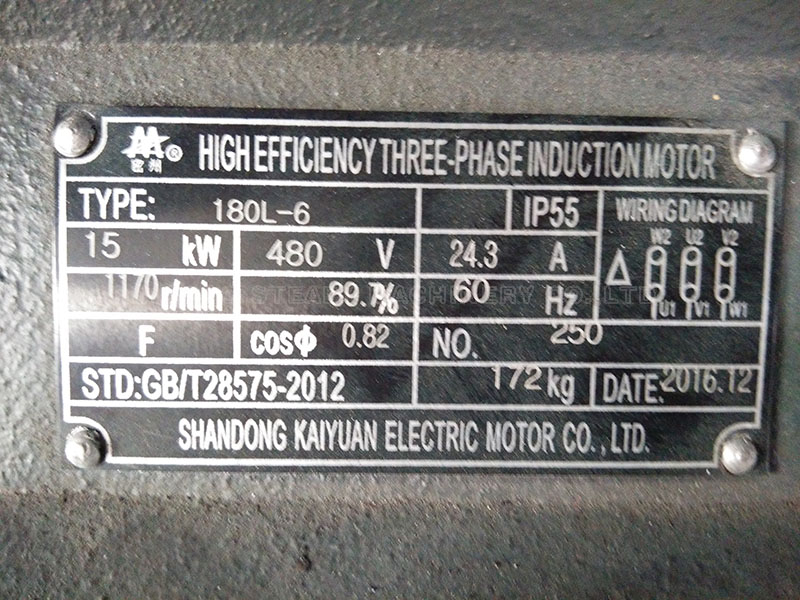 HIGH EFFICIENCY THREE-PHASE INDUCTION MOTOR
TYPE: 180L-6 IP55 WIRING DIAGRAM
W2 U2 V2
15 kW 480 V 24.3 A Δ
1170 r/min 89.7% 60 Hz U1 V1 W1
F cosϕ 0.82 NO. 250
STD:GB/T28575-2012 172kg DATE:2016.12
SHANDONG KAIYUAN ELECTRIC MOTOR CO., LTD.